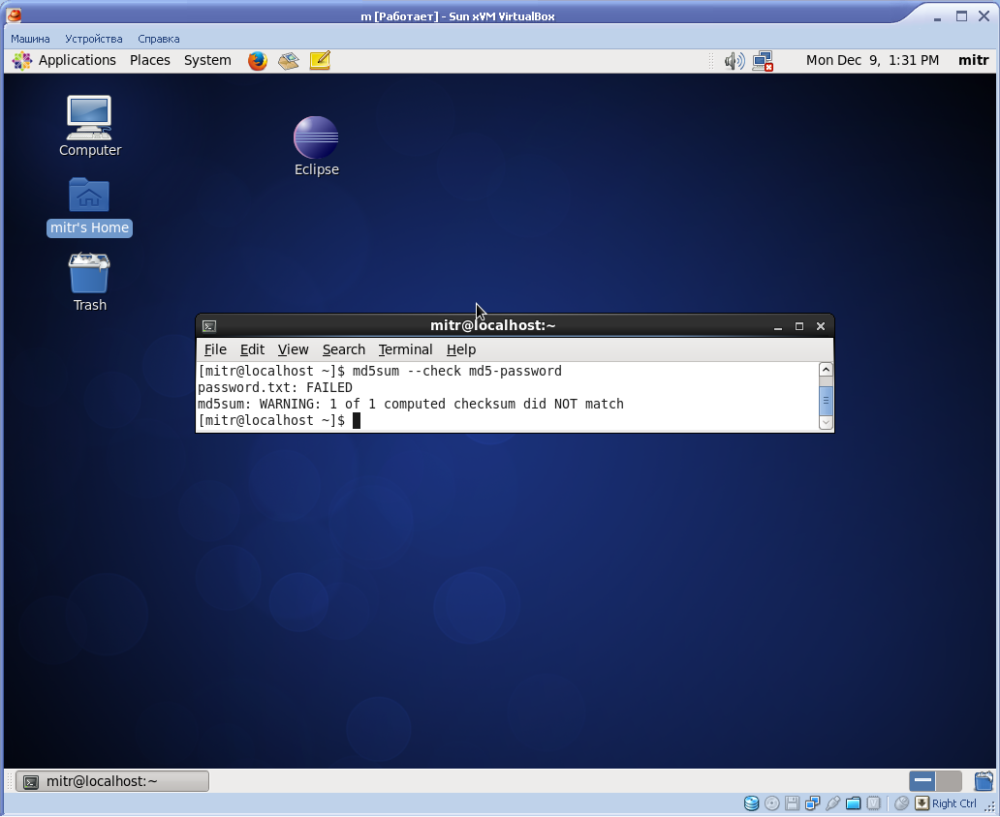 m [Работает] - Sun xVM VirtualBox
Машина Устройства Справка
Applications Places System Mon Dec 9, 1:31 PM mitr
Computer
Eclipse
mitr's Home
Trash
mitr@localhost:~
File Edit View Search Terminal Help
[mitr@localhost ~]$ md5sum --check md5-password
password.txt: FAILED
md5sum: WARNING: 1 of 1 computed checksum did NOT match
[mitr@localhost ~]$
mitr@localhost:~
Right Ctrl